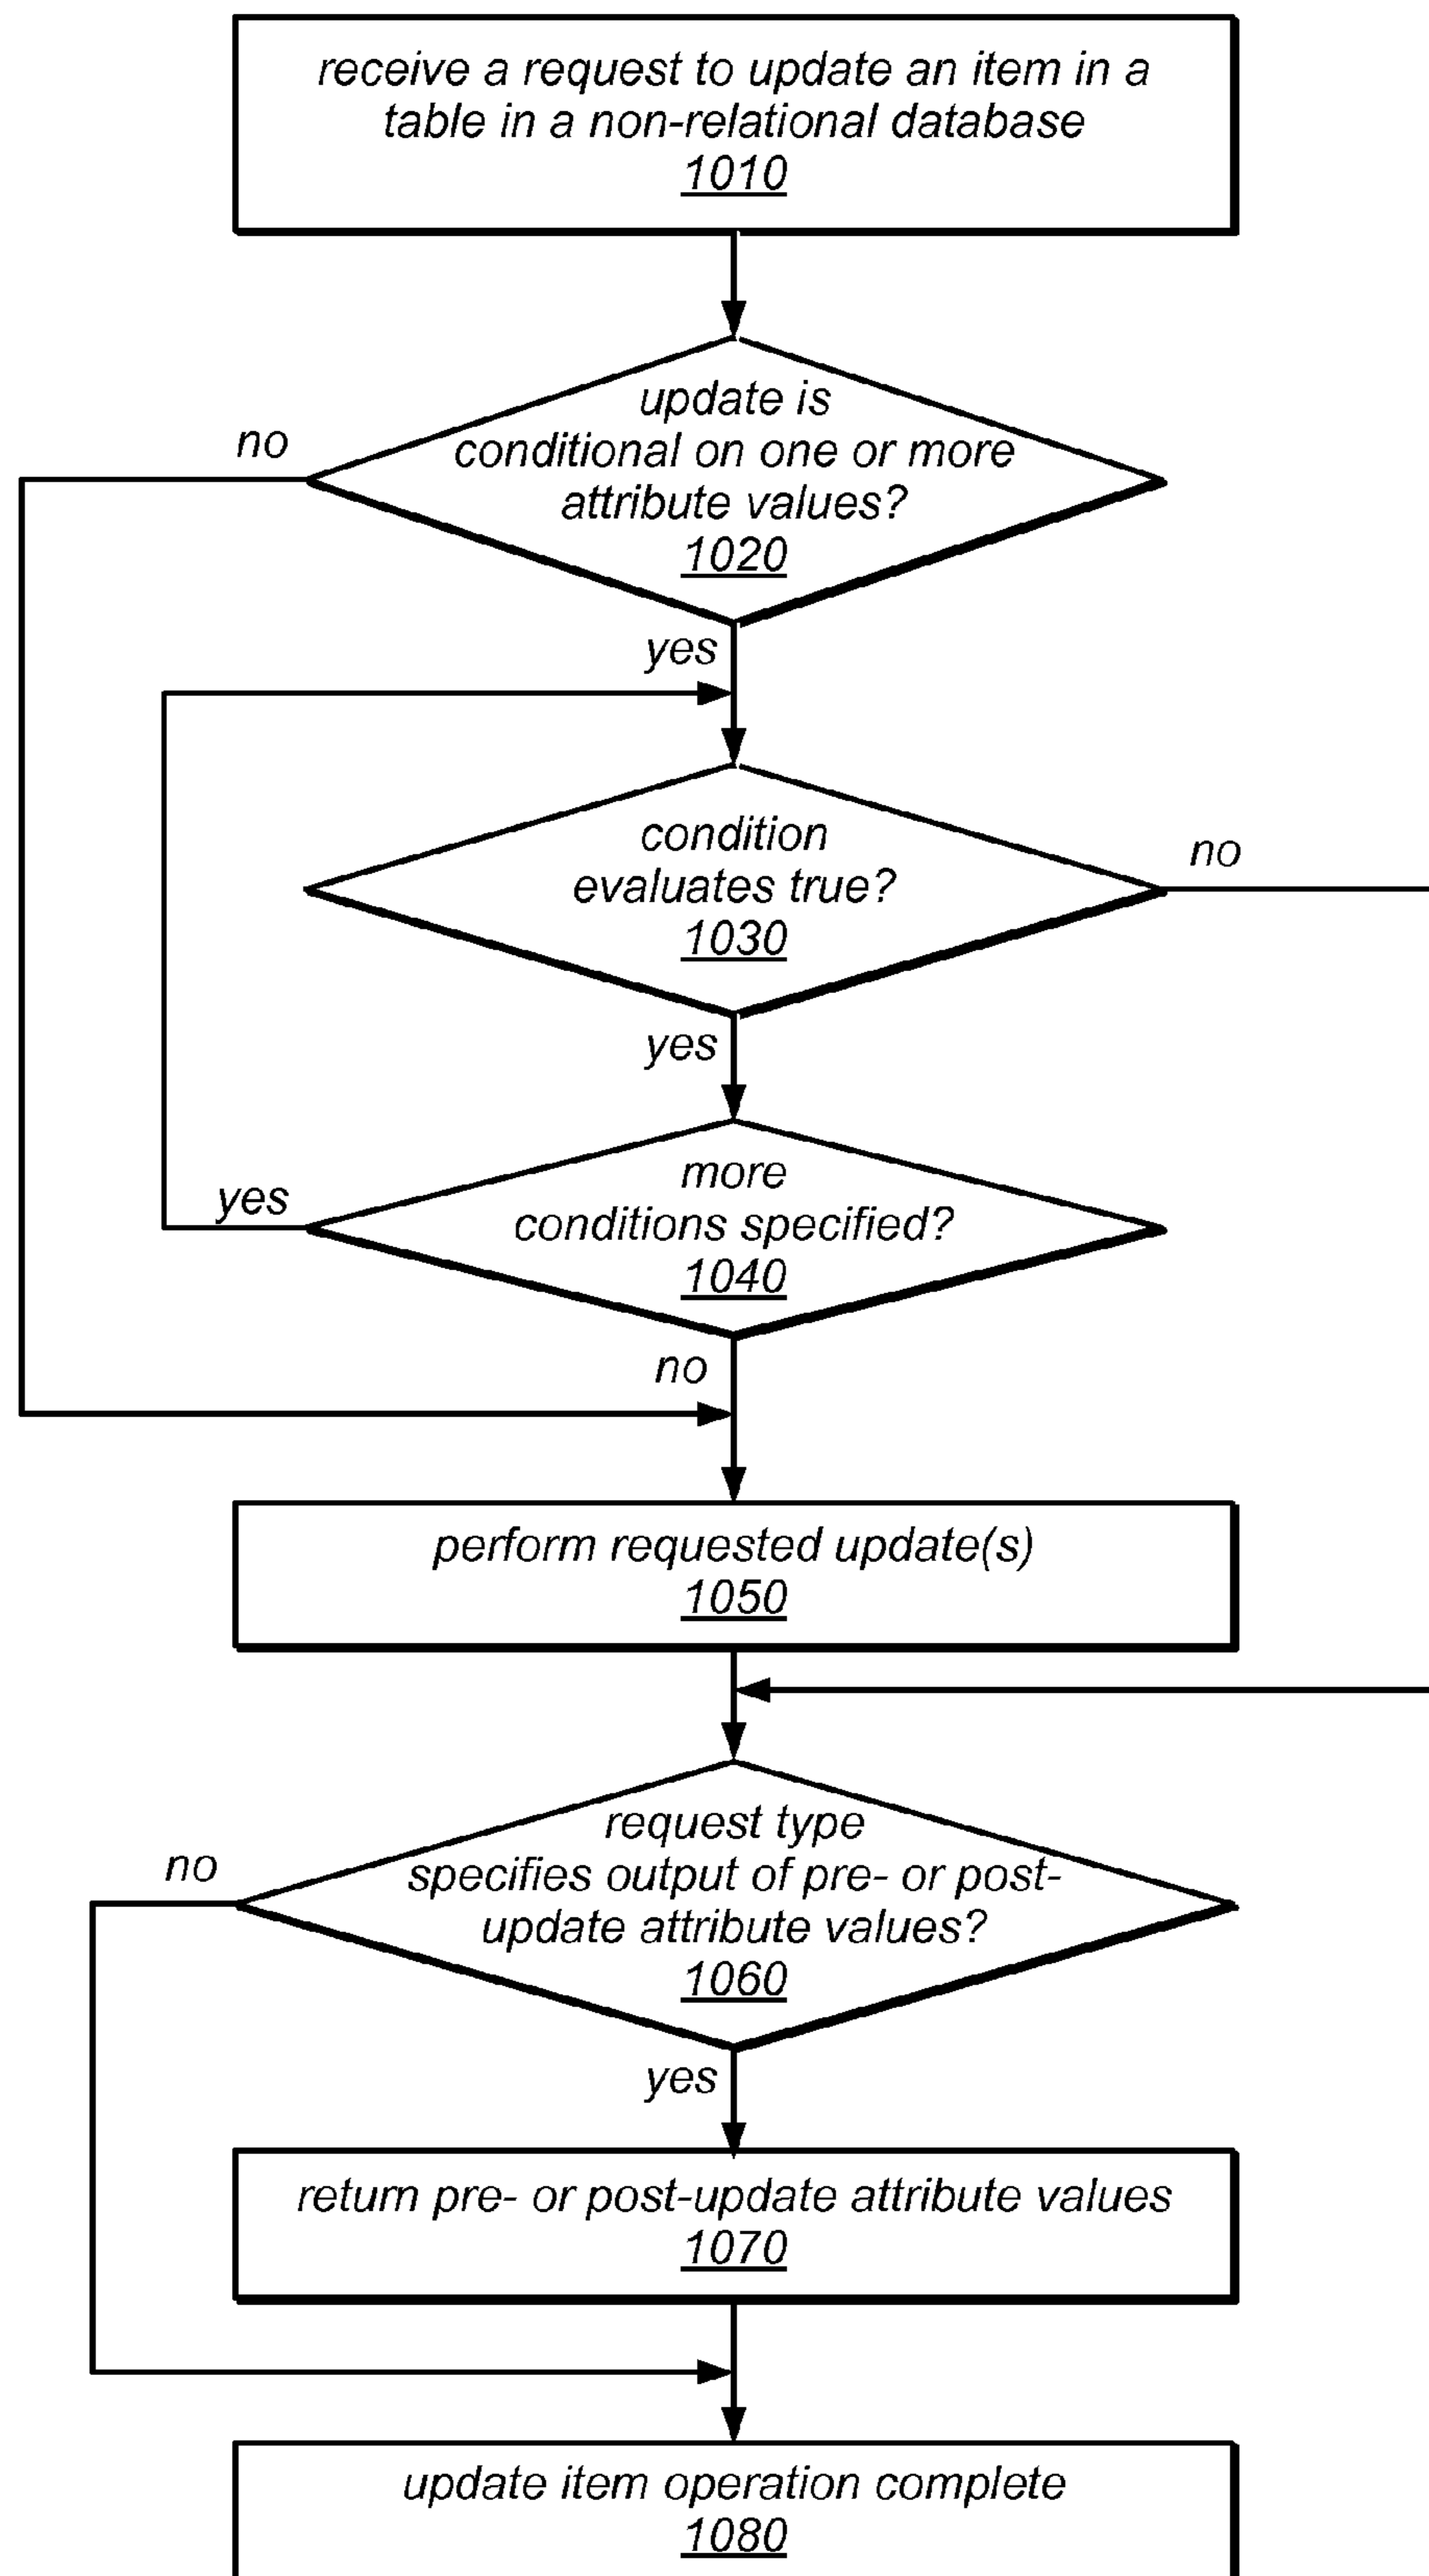 receive a request to update an item in a
table in a non-relational database
1010
update is
conditional on one or more
attribute values?
1020
no
yes
condition
evaluates true?
1030
no
yes
more
conditions specified?
1040
yes
no
perform requested update(s)
1050
request type
specifies output of pre- or post-
update attribute values?
1060
no
yes
return pre- or post-update attribute values
1070
update item operation complete
1080